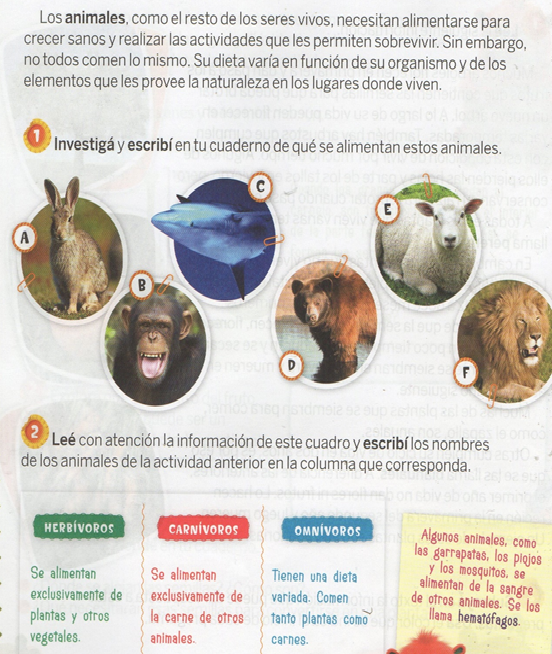 Los animales, como el resto de los seres vivos, necesitan alimentarse para
crecer sanos y realizar las actividades que les permiten sobrevivir. Sin embargo,
no todos comen lo mismo. Su dieta varía en función de su organismo y de los
elementos que les provee la naturaleza en los lugares donde viven.
1 Investigá y escribí en tu cuaderno de qué se alimentan estos animales.
A
B
C
D
E
F
2 Leé con atención la información de este cuadro y escribí los nombres
de los animales de la actividad anterior en la columna que corresponda.
HERBÍVOROS
Se alimentan
exclusivamente de
plantas y otros
vegetales.
CARNÍVOROS
Se alimentan
exclusivamente de
la carne de otros
animales.
OMNÍVOROS
Tienen una dieta
variada. Comen
tanto plantas como
carnes.
Algunos animales, como
las garrapatas, los piojos
y los mosquitos, se
alimentan de la sangre
de otros animales. Se los
llama hematófagos.